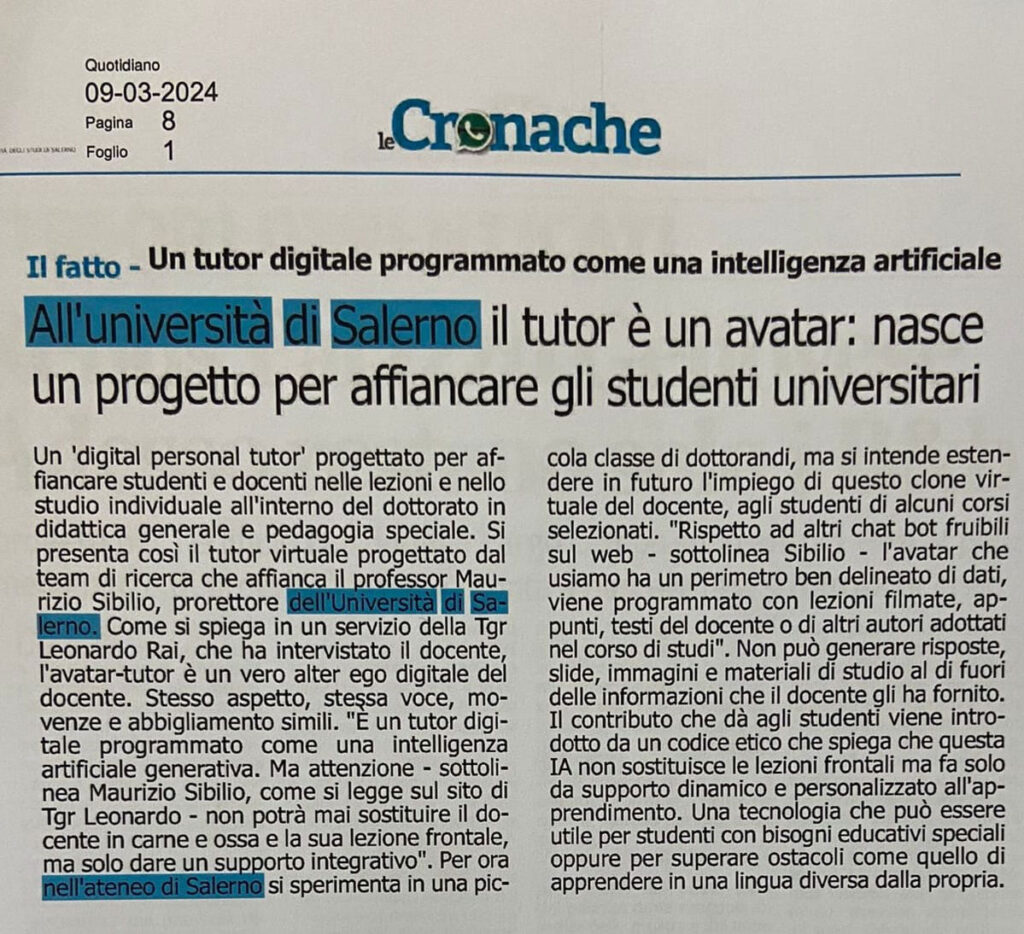 Quotidiano
09-03-2024
Pagina 8
Foglio 1
DEGLI STUDI DI SALERNO
le Cronache
Il fatto - Un tutor digitale programmato come una intelligenza artificiale
All'università di Salerno il tutor è un avatar: nasce
un progetto per affiancare gli studenti universitari
Un 'digital personal tutor' progettato per af-
fiancare studenti e docenti nelle lezioni e nello
studio individuale all'interno del dottorato in
didattica generale e pedagogia speciale. Si
presenta così il tutor virtuale progettato dal
team di ricerca che affianca il professor Mau-
rizio Sibilio, prorettore dell'Università di Sa-
lerno. Come si spiega in un servizio della Tgr
Leonardo Rai, che ha intervistato il docente,
l'avatar-tutor è un vero alter ego digitale del
docente. Stesso aspetto, stessa voce, mo-
venze e abbigliamento simili. "È un tutor digi-
tale programmato come una intelligenza
artificiale generativa. Ma attenzione - sottoli-
nea Maurizio Sibilio, come si legge sul sito di
Tgr Leonardo - non potrà mai sostituire il do-
cente in carne e ossa e la sua lezione frontale,
ma solo dare un supporto integrativo". Per ora
nell'ateneo di Salerno si sperimenta in una pic-
cola classe di dottorandi, ma si intende esten-
dere in futuro l'impiego di questo clone vir-
tuale del docente, agli studenti di alcuni corsi
selezionati. "Rispetto ad altri chat bot fruibili
sul web - sottolinea Sibilio - l'avatar che
usiamo ha un perimetro ben delineato di dati,
viene programmato con lezioni filmate, ap-
punti, testi del docente o di altri autori adottati
nel corso di studi". Non può generare risposte,
slide, immagini e materiali di studio al di fuori
delle informazioni che il docente gli ha fornito.
Il contributo che dà agli studenti viene intro-
dotto da un codice etico che spiega che questa
IA non sostituisce le lezioni frontali ma fa solo
da supporto dinamico e personalizzato all'ap-
prendimento. Una tecnologia che può essere
utile per studenti con bisogni educativi speciali
oppure per superare ostacoli come quello di
apprendere in una lingua diversa dalla propria.